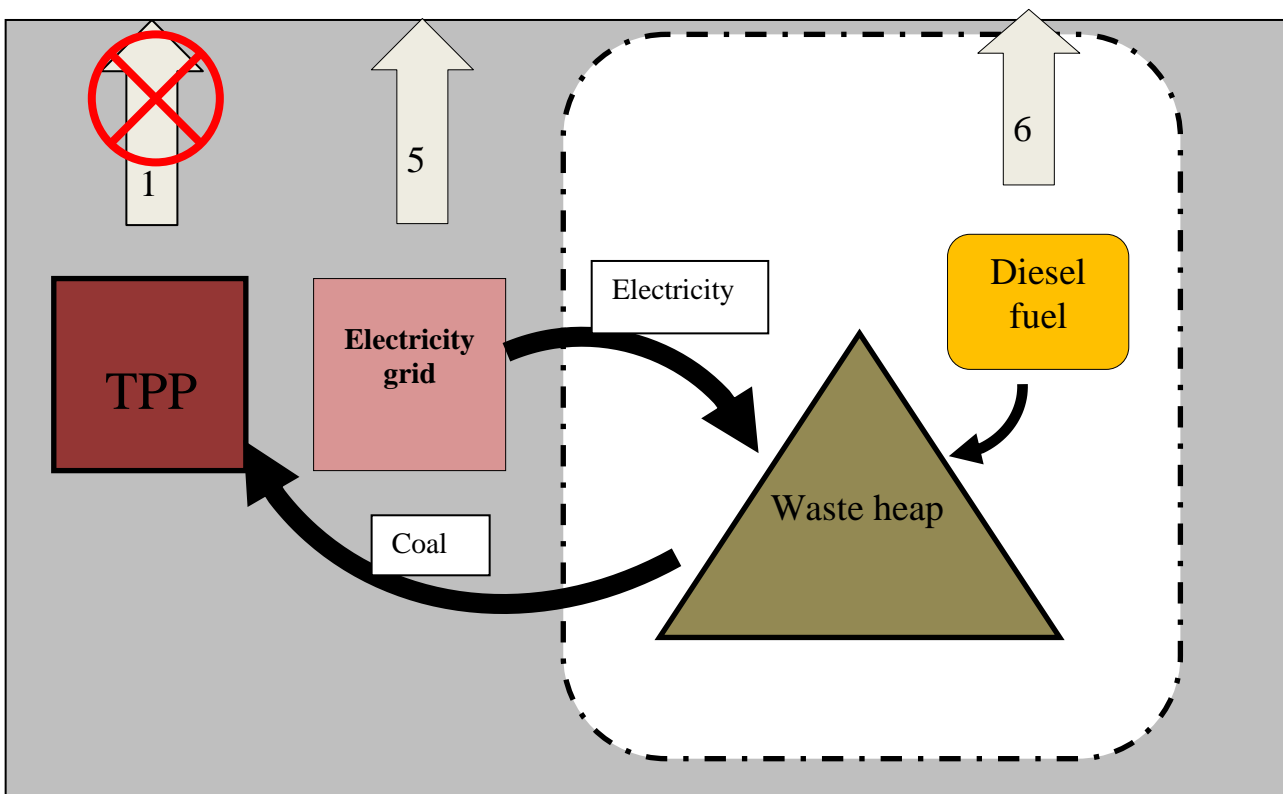 1
5
6
Electricity
Diesel
fuel
Electricity
grid
TPP
Waste heap
Coal